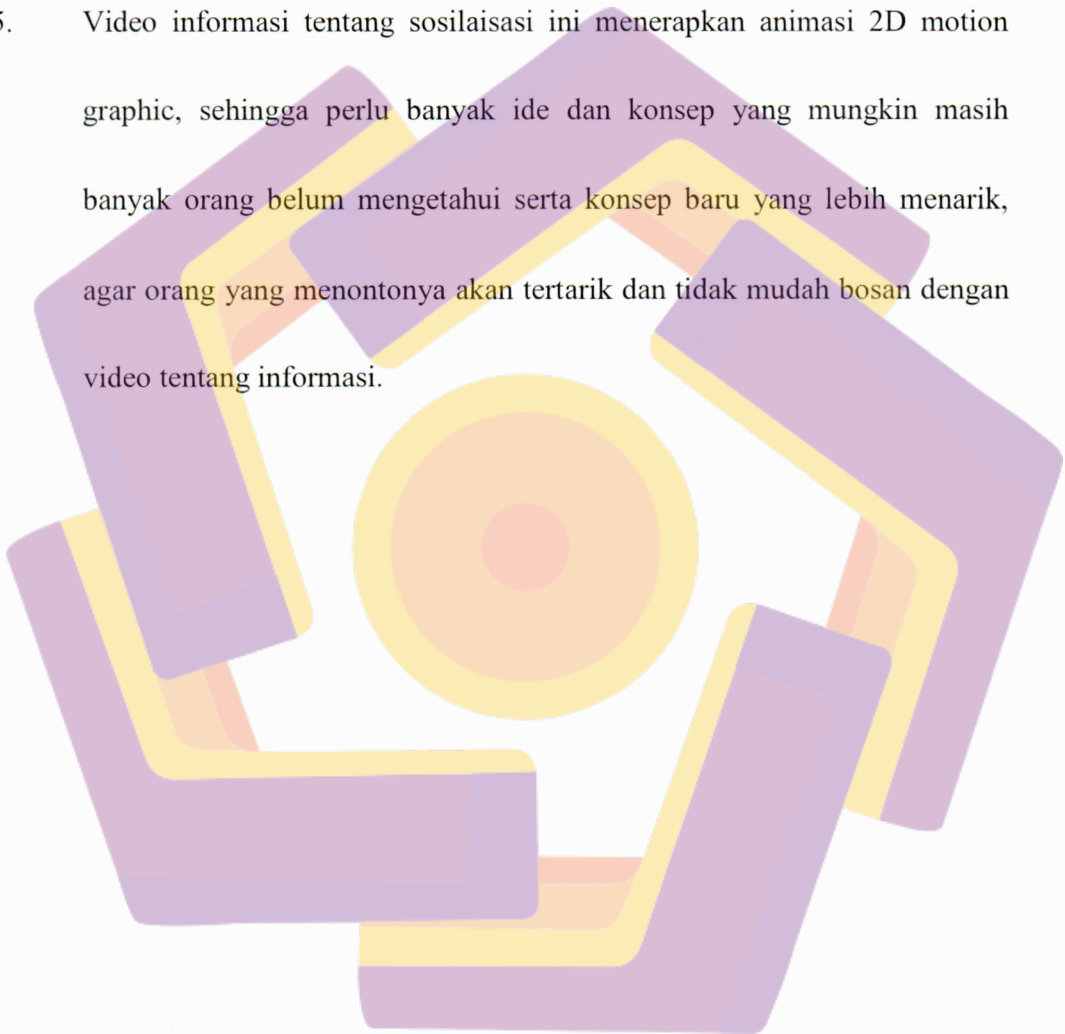 5. Video informasi tentang sosilaisasi ini menerapkan animasi 2D motion
graphic, sehingga perlu banyak ide dan konsep yang mungkin masih
banyak orang belum mengetahui serta konsep baru yang lebih menarik,
agar orang yang menontonya akan tertarik dan tidak mudah bosan dengan
video tentang informasi.